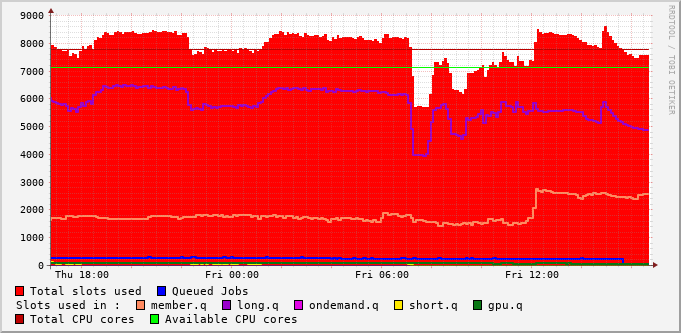 9000
8000
7000
6000
5000
4000
3000
2000
1000
0
Thu 18:00 Fri 00:00 Fri 06:00 Fri 12:00
RRDTOOL / TOBI OETIKER
Total slots used Queued Jobs
Slots used in : member.q long.q ondemand.q short.q gpu.q
Total CPU cores Available CPU cores